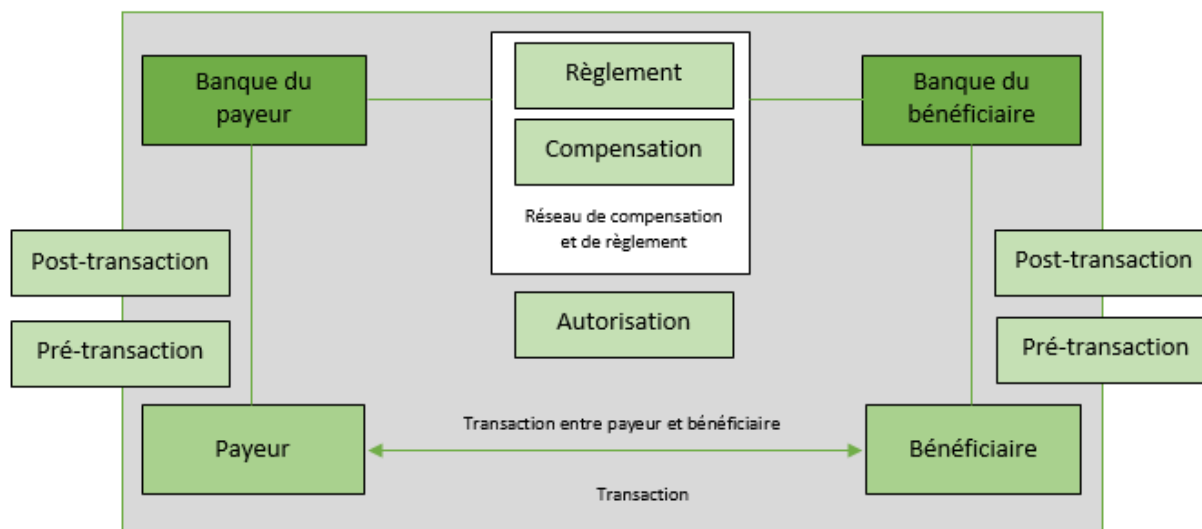 Banque du
payeur
Règlement
Compensation
Réseau de compensation
et de règlement
Banque du
bénéficiaire
Post-transaction
Pré-transaction
Autorisation
Post-transaction
Pré-transaction
Payeur
Transaction entre payeur et bénéficiaire
Transaction
Bénéficiaire